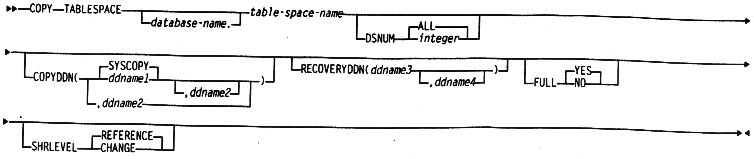 COPY TABLESPACE database-name. table-space-name DSNUM ALL integer
COPYDDN( SYSCOPY ddname1 ,ddname2 ,ddname2 ) RECOVERYDDN(ddname3 ,ddname4 ) FULL YES NO
SHRLEVEL REFERENCE CHANGE